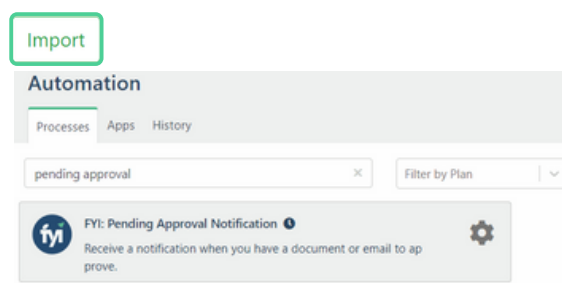 Import
Automation
Processes Apps History
pending approval
Filter by Plan
fyi
FYI: Pending Approval Notification
Receive a notification when you have a document or email to ap
prove.